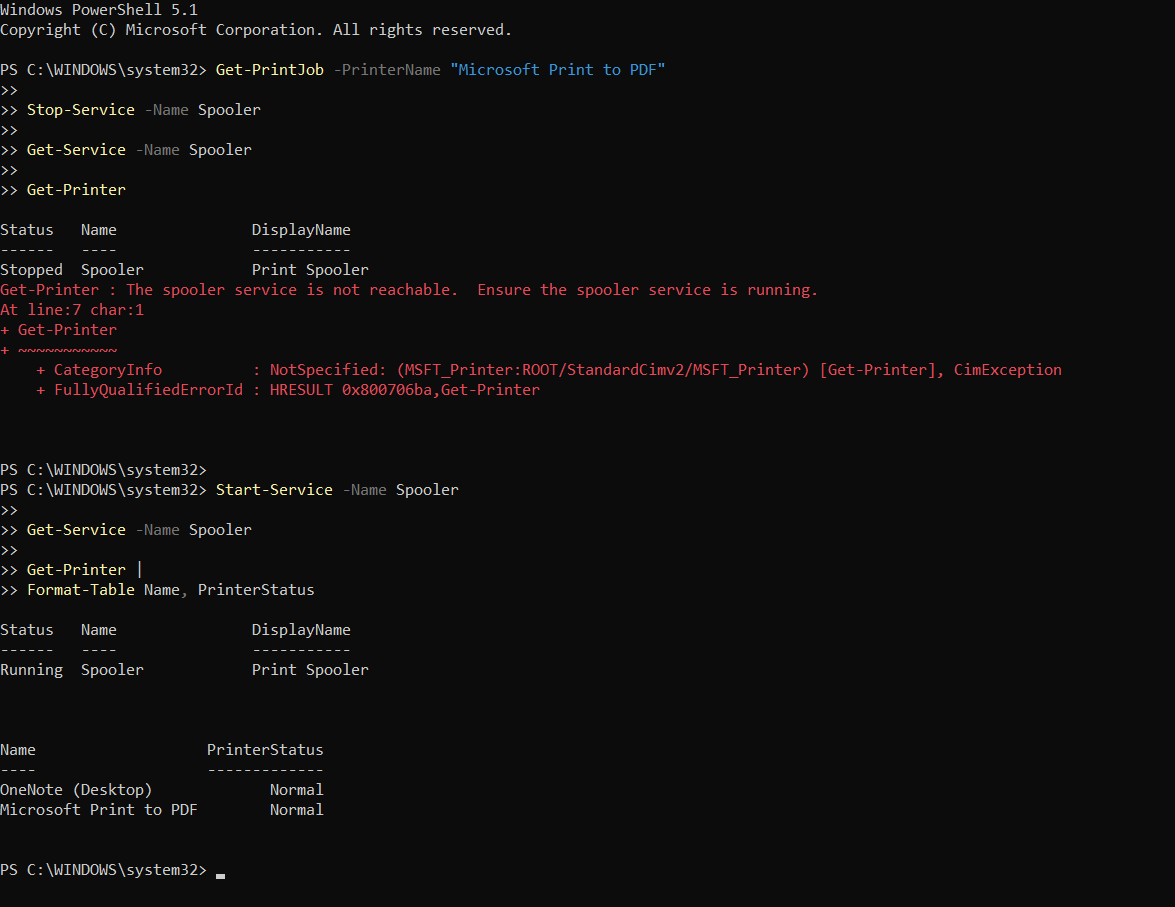 Windows PowerShell 5.1
Copyright (C) Microsoft Corporation. All rights reserved.
PS C:\WINDOWS\system32> Get-PrintJob -PrinterName "Microsoft Print to PDF"
>>
>> Stop-Service -Name Spooler
>>
>> Get-Service -Name Spooler
>>
>> Get-Printer
Status   Name               DisplayName
------   ----               -----------
Stopped  Spooler            Print Spooler
Get-Printer : The spooler service is not reachable.  Ensure the spooler service is running.
At line:7 char:1
+ Get-Printer
+ ~~~~~~~~~~~
    + CategoryInfo          : NotSpecified: (MSFT_Printer:ROOT/StandardCimv2/MSFT_Printer) [Get-Printer], CimException
    + FullyQualifiedErrorId : HRESULT 0x800706ba,Get-Printer
PS C:\WINDOWS\system32>
PS C:\WINDOWS\system32> Start-Service -Name Spooler
>>
>> Get-Service -Name Spooler
>>
>> Get-Printer |
>> Format-Table Name, PrinterStatus
Status   Name               DisplayName
------   ----               -----------
Running  Spooler            Print Spooler
Name                   PrinterStatus
----                   -------------
OneNote (Desktop)             Normal
Microsoft Print to PDF        Normal
PS C:\WINDOWS\system32>